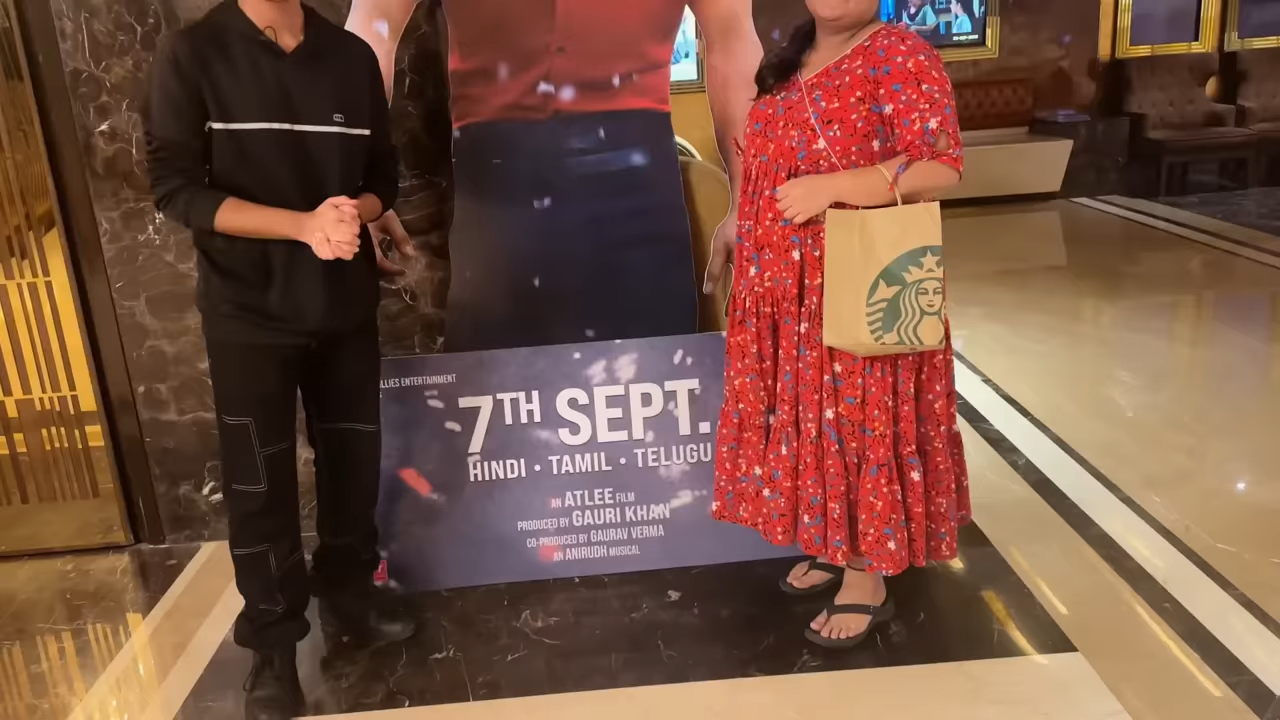 ALLIES ENTERTAINMENT
7TH SEPT.
HINDI • TAMIL • TELUGU
AN ATLEE FILM
PRODUCED BY GAURI KHAN
CO-PRODUCED BY GAURAV VERMA
AN ANIRUDH MUSICAL